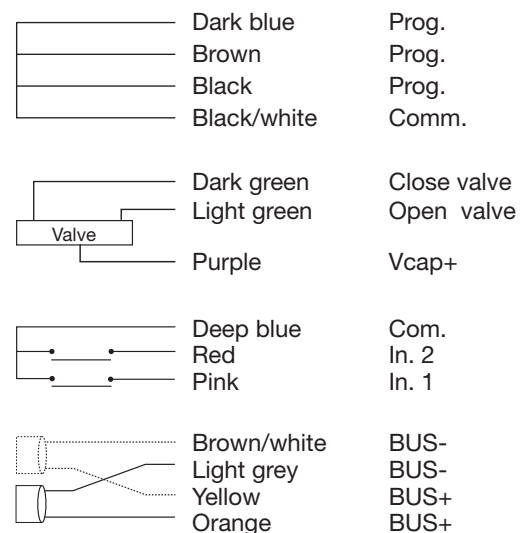 Dark blue Prog.
Brown Prog.
Black Prog.
Black/white Comm.
Dark green Close valve
Light green Open valve
Valve
Purple Vcap+
Deep blue Com.
Red In. 2
Pink In. 1
Brown/white BUS-
Light grey BUS-
Yellow BUS+
Orange BUS+